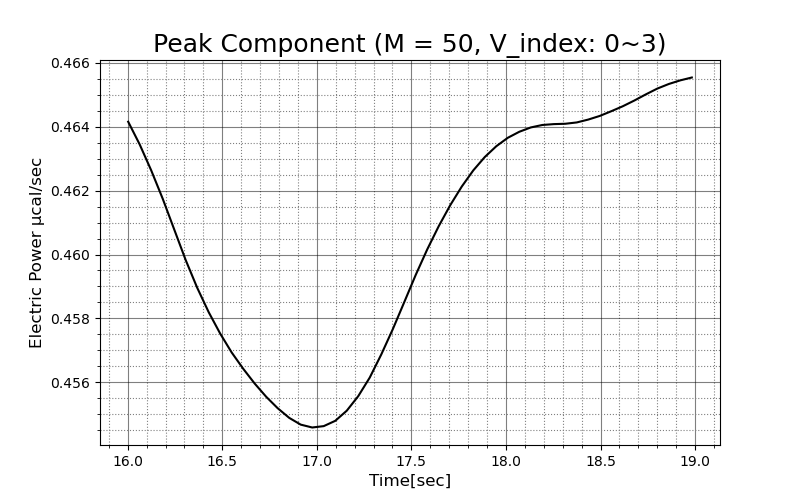 Peak Component (M = 50, V_index: 0~3)
Electric Power μcal/sec
0.466
0.464
0.462
0.460
0.458
0.456
16.0 16.5 17.0 17.5 18.0 18.5 19.0
Time[sec]